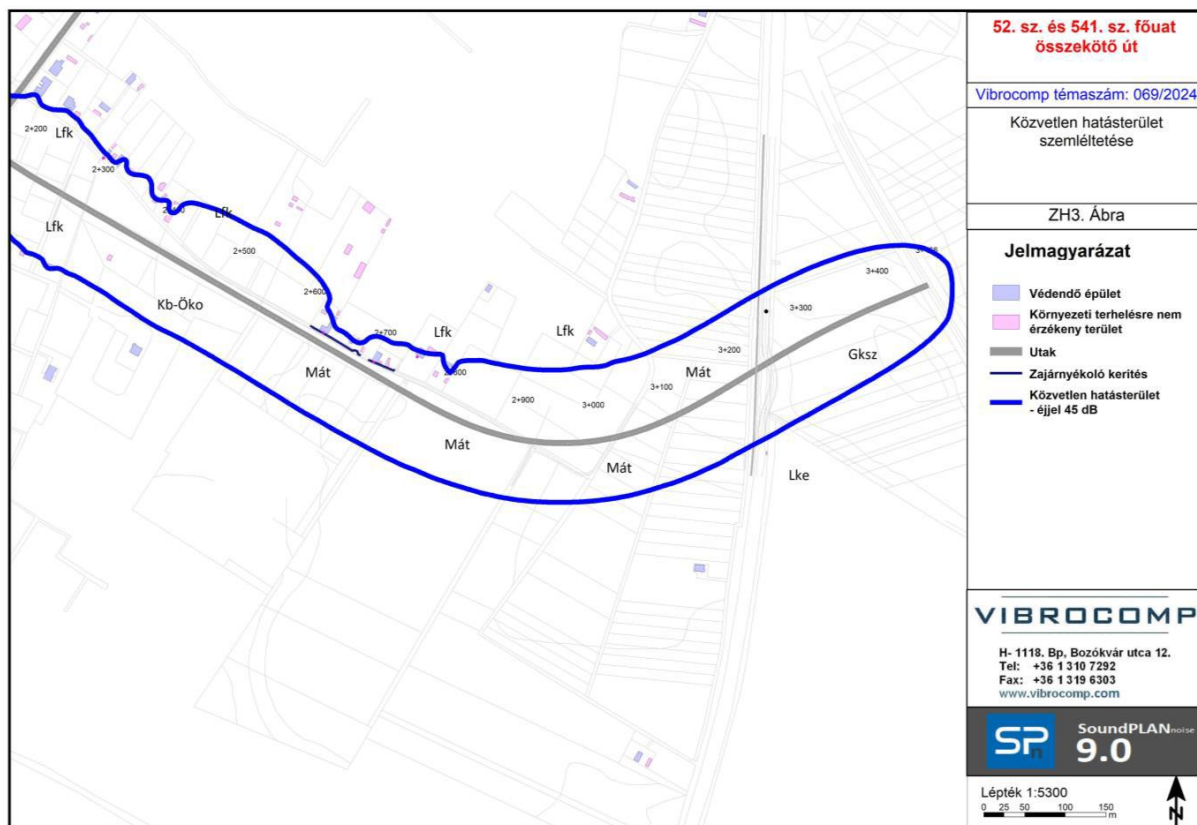 52. sz. és 541. sz. főuat
összekötő út
Vibrocomp témaszám: 069/2024
Közvetlen hatásterület
szemléltetése
ZH3. Ábra
Jelmagyarázat
Védendő épület
Környezeti terhelésre nem
érzékeny terület
Utak
Zajárnyékoló kerités
Közvetlen hatásterület
- éjjel 45 dB
VIBROCOMP
H- 1118. Bp, Bozókvár utca 12.
Tel: +36 1 310 7292
Fax: +36 1 319 6303
www.vibrocomp.com
SPn
SoundPLANnoise
9.0
Lépték 1:5300
0 25 50 100 150
m
N
2+200
Lfk
2+300
Lfk
Lfk
2+500
Kb-Öko
2+600
2+700
Lfk
Lfk
Mát
2+900
3+000
3+100
Mát
3+200
3+300
3+400
Gksz
Mát
Mát
Lke